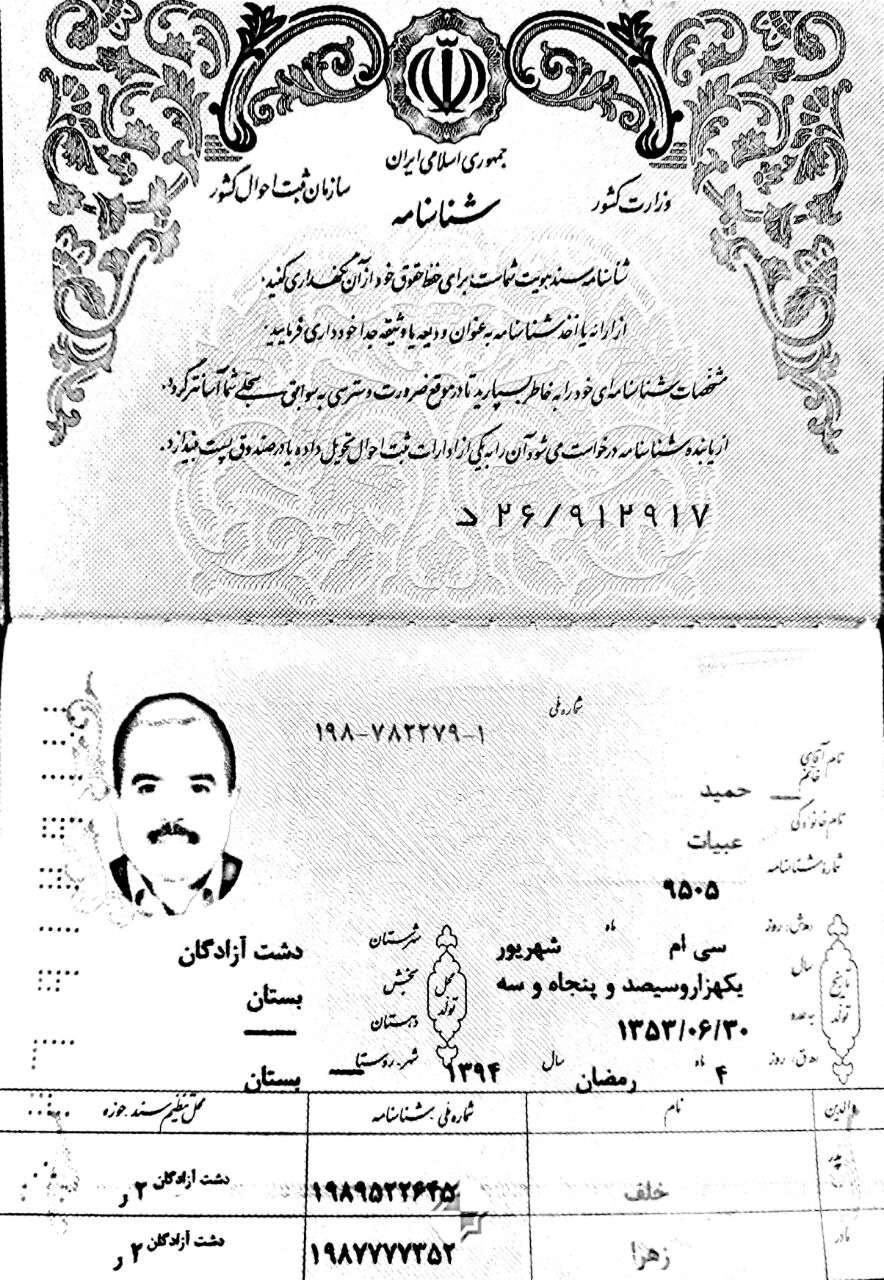 جمهوری اسلامی ایران
وزارت کشور
سازمان ثبت احوال کشور
شناسنامه
شناسنامه سند هویت شماست برای حفظ حقوق خود از آن نگهداری کنید.
از ارائه یا اخذ شناسنامه به عنوان ودیعه یا وثیقه جداً خودداری فرمایید.
مشخصات شناسنامه‌ای خود را به خاطر بسپارید تا در موقع ضرورت دسترسی به سوابق سجلی شما آسانتر گردد.
از یابنده شناسنامه درخواست می شود آن را به یکی از ادارات ثبت احوال تحویل داده یا در صندوق پست بیندازد.
د ۲۶/۹۱۲۹۱۷
شماره ملی ۱۹۸-۷۸۲۲۷۹-۱
نام آقای خانم حمید
نام خانوادگی عبیات
شماره شناسنامه ۹۵۰۵
تاریخ تولد
روز سی ام ماه شهریور
سال یکهزاروسیصد و پنجاه و سه
به عدد ۱۳۵۳/۰۶/۳۰
روز ۴ ماه رمضان سال ۱۳۹۴
محل تولد
شهرستان دشت آزادگان
بخش بستان
دهستان ــــ
شهر-روستا بستان
والدین نام شماره ملی-شناسنامه محل تنظیم سند-حوزه
پدر خلف ۱۹۸۹۵۲۲۶۴۵ دشت آزادگان ۲ ر
مادر زهرا ۱۹۸۷۷۷۷۳۵۲ دشت آزادگان ۲ ر